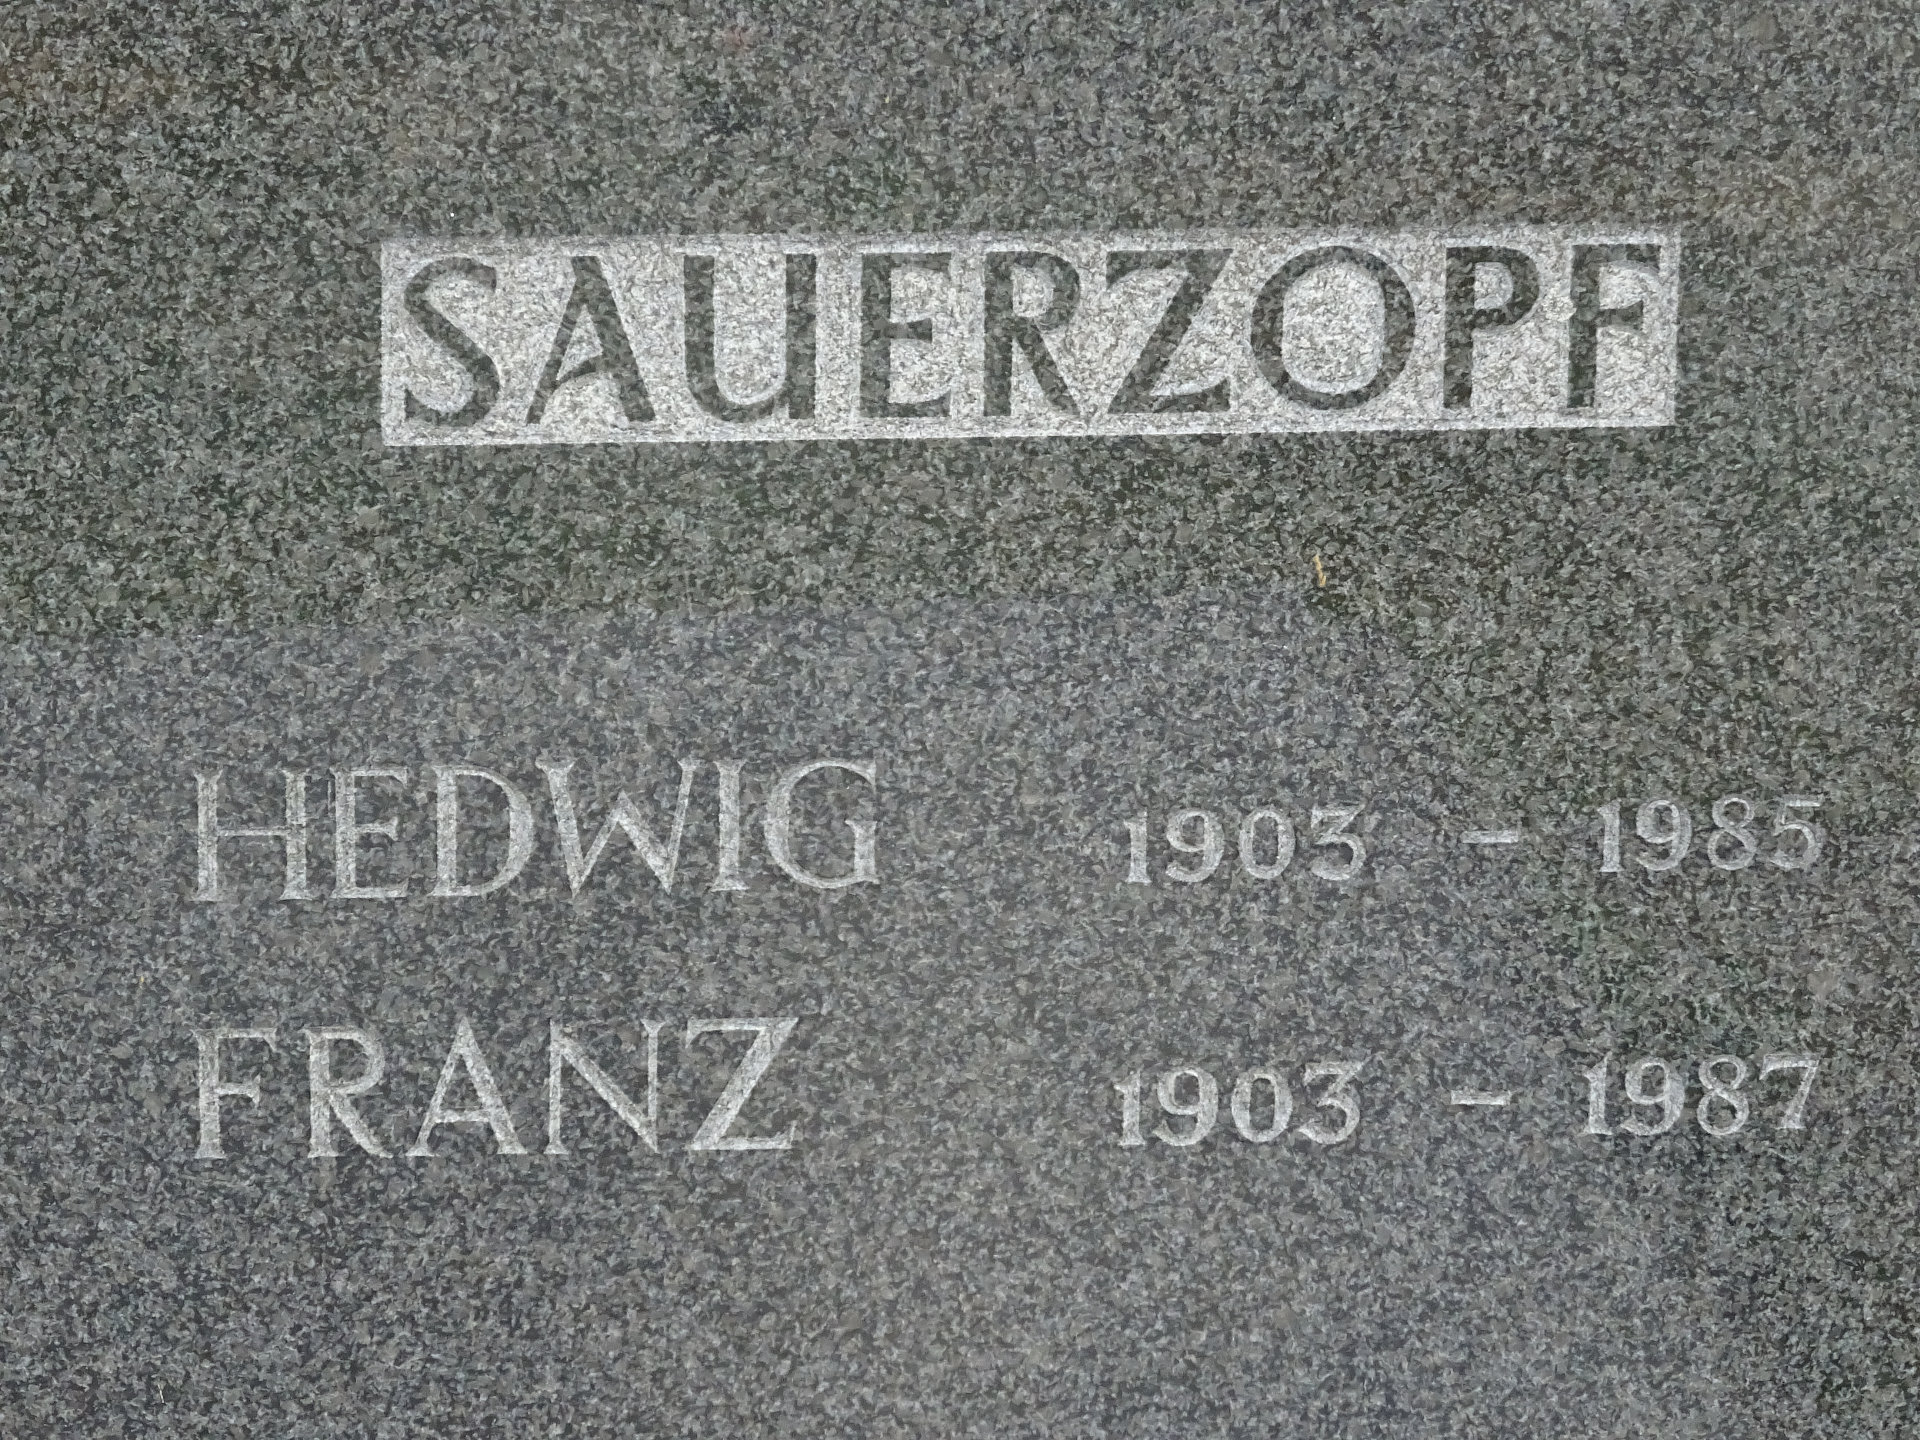 SAUERZOPF
HEDWIG 1903 – 1985
FRANZ 1903 – 1987